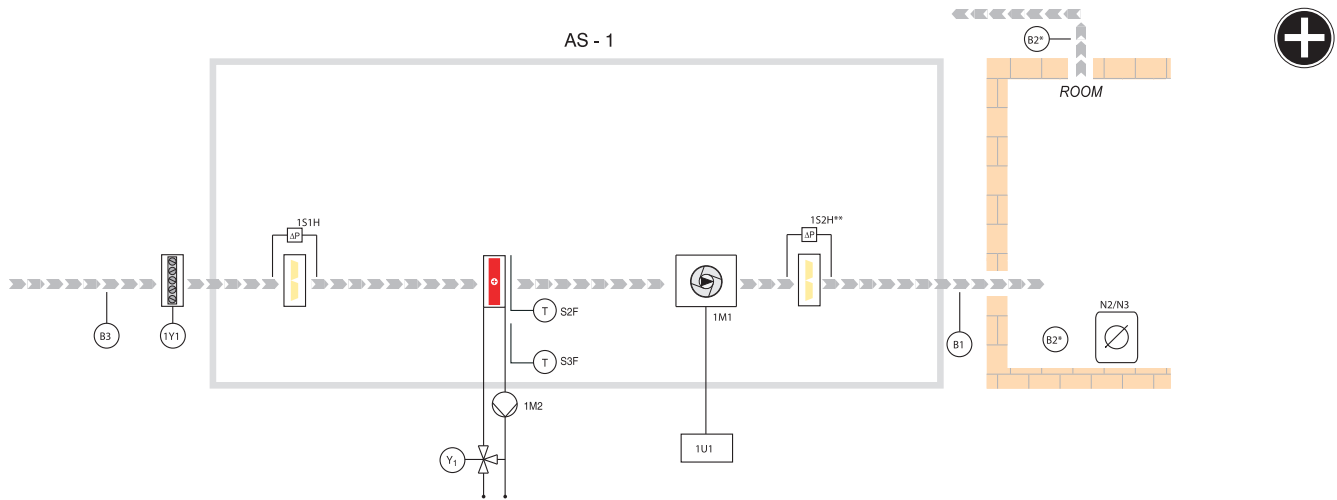 AS - 1
B2*
ROOM
1S1H
ΔP
1S2H**
ΔP
B3
1Y1
T
S2F
T
S3F
1M1
B1
B2*
N2/N3
1M2
1U1
Y1